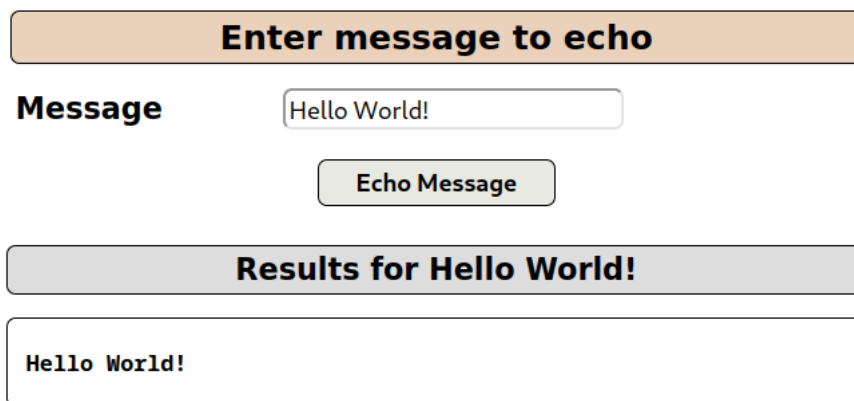 Enter message to echo
Message
Hello World!
Echo Message
Results for Hello World!
Hello World!